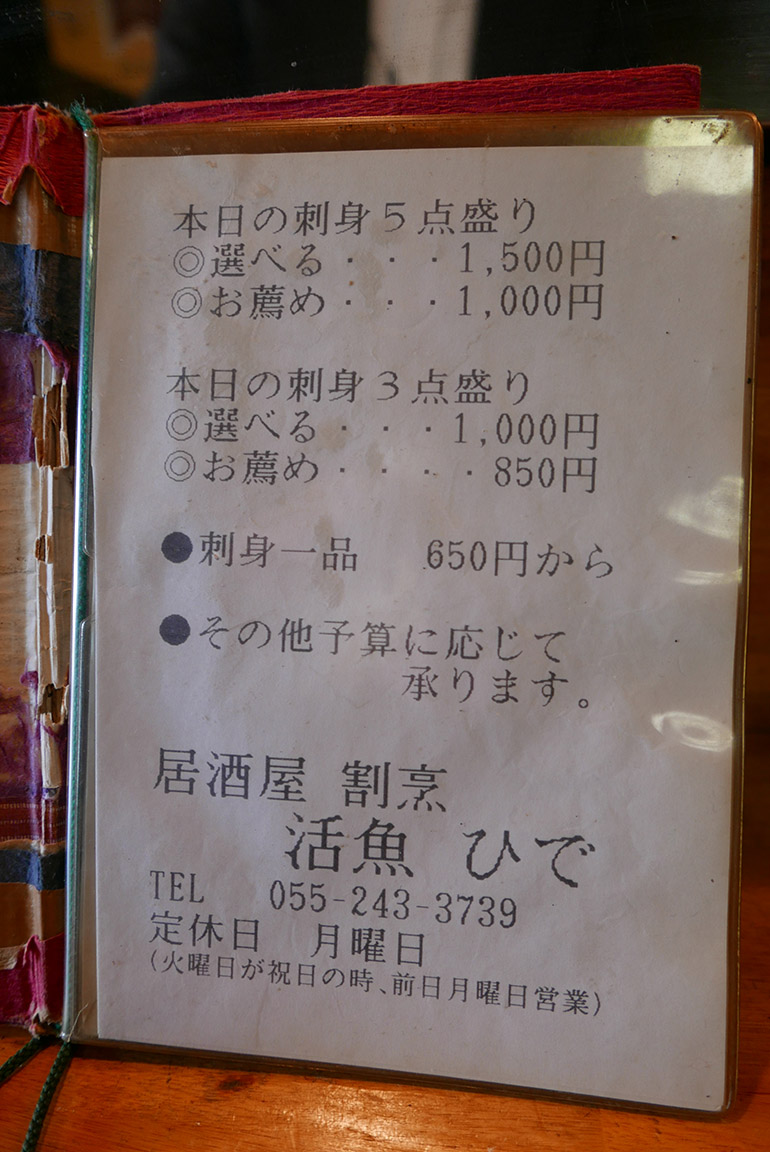 本日の刺身5点盛り
◎選べる・・・1,500円
◎お薦め・・・1,000円
本日の刺身3点盛り
◎選べる・・・1,000円
◎お薦め・・・・850円
●刺身一品 650円から
●その他予算に応じて
承ります。
居酒屋 割烹
活魚 ひで
TEL 055-243-3739
定休日 月曜日
(火曜日が祝日の時、前日月曜日営業)